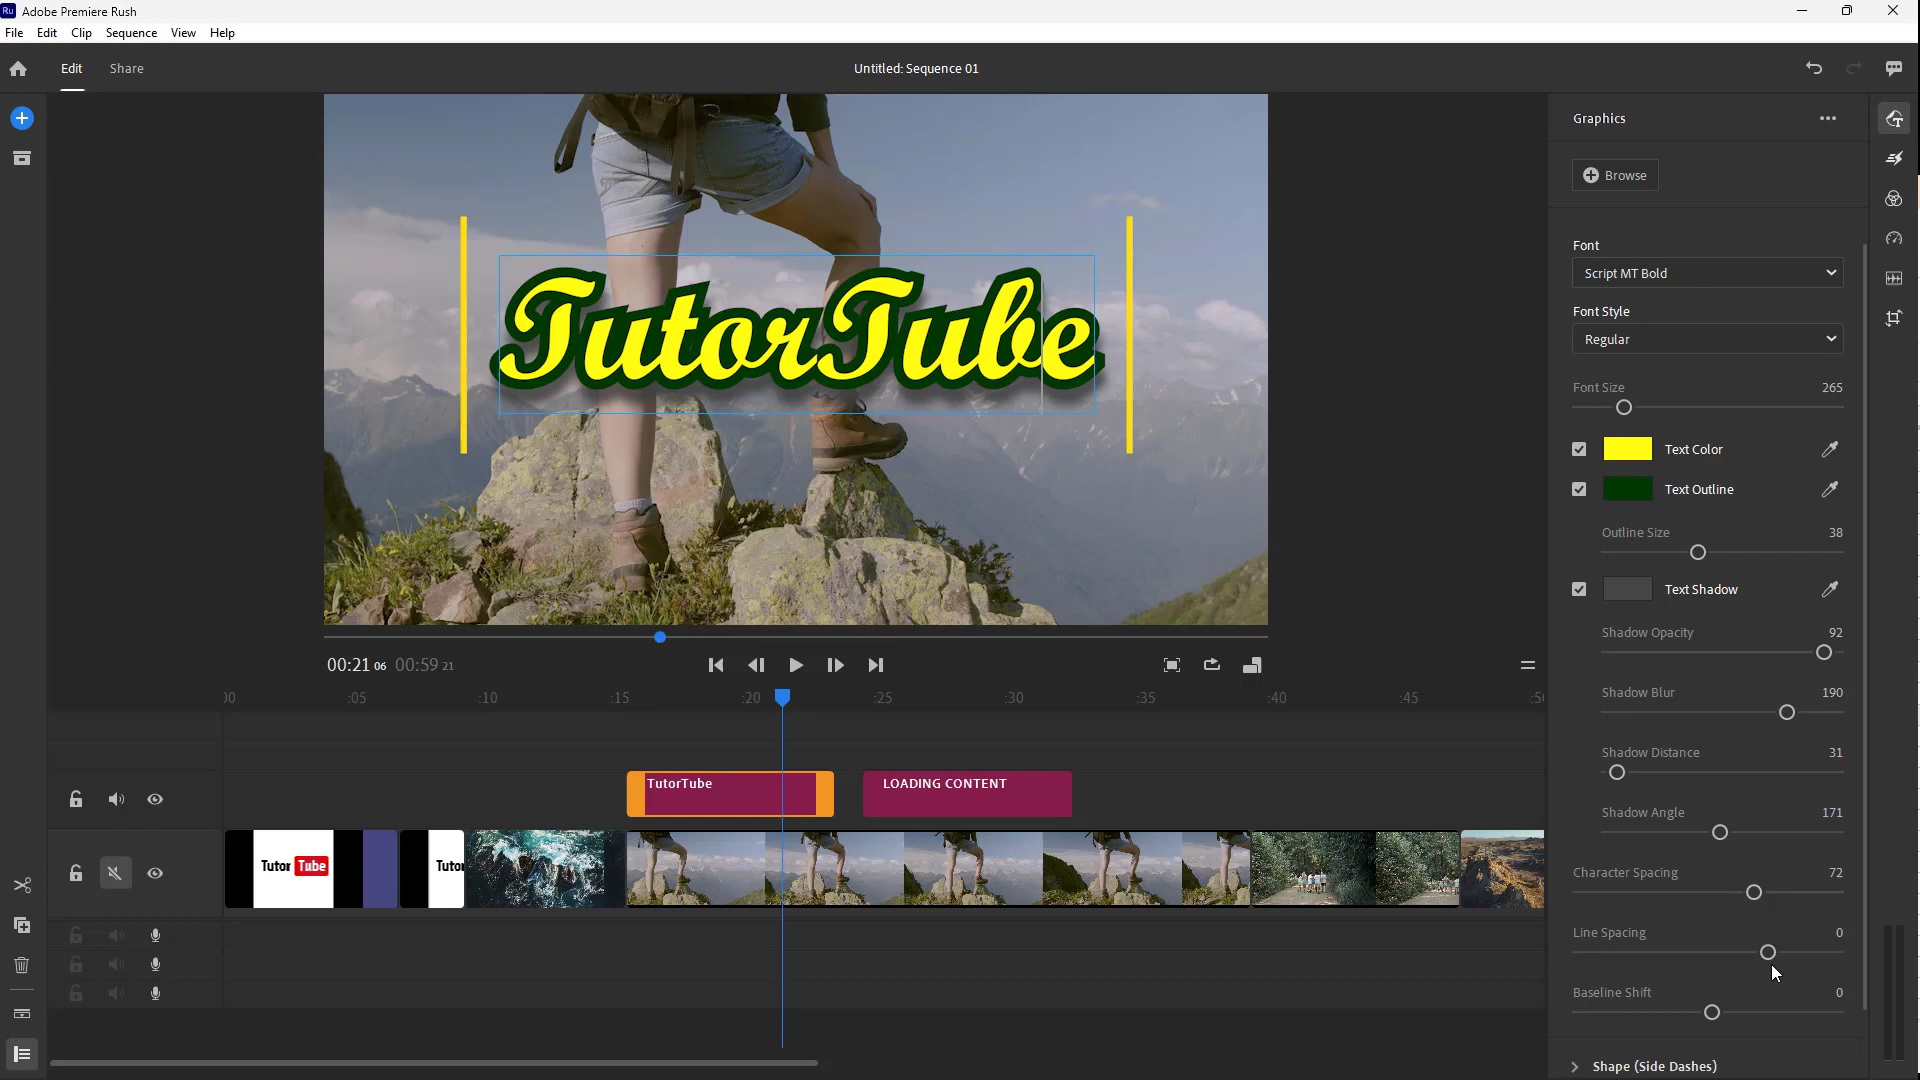 Ru Adobe Premiere Rush
File Edit Clip Sequence View Help
Edit Share Untitled: Sequence 01
Graphics
Browse
TutorTube
Font
Script MT Bold
Font Style
Regular
Font Size 265
Text Color
Text Outline
Outline Size 38
Text Shadow
Shadow Opacity 92
Shadow Blur 190
Shadow Distance 31
Shadow Angle 171
Character Spacing 72
Line Spacing 0
Baseline Shift 0
Shape (Side Dashes)
00:21 06 00:59 21
:00 :05 :10 :15 :20 :25 :30 :35 :40 :45
TutorTube LOADING CONTENT
Tutor Tube